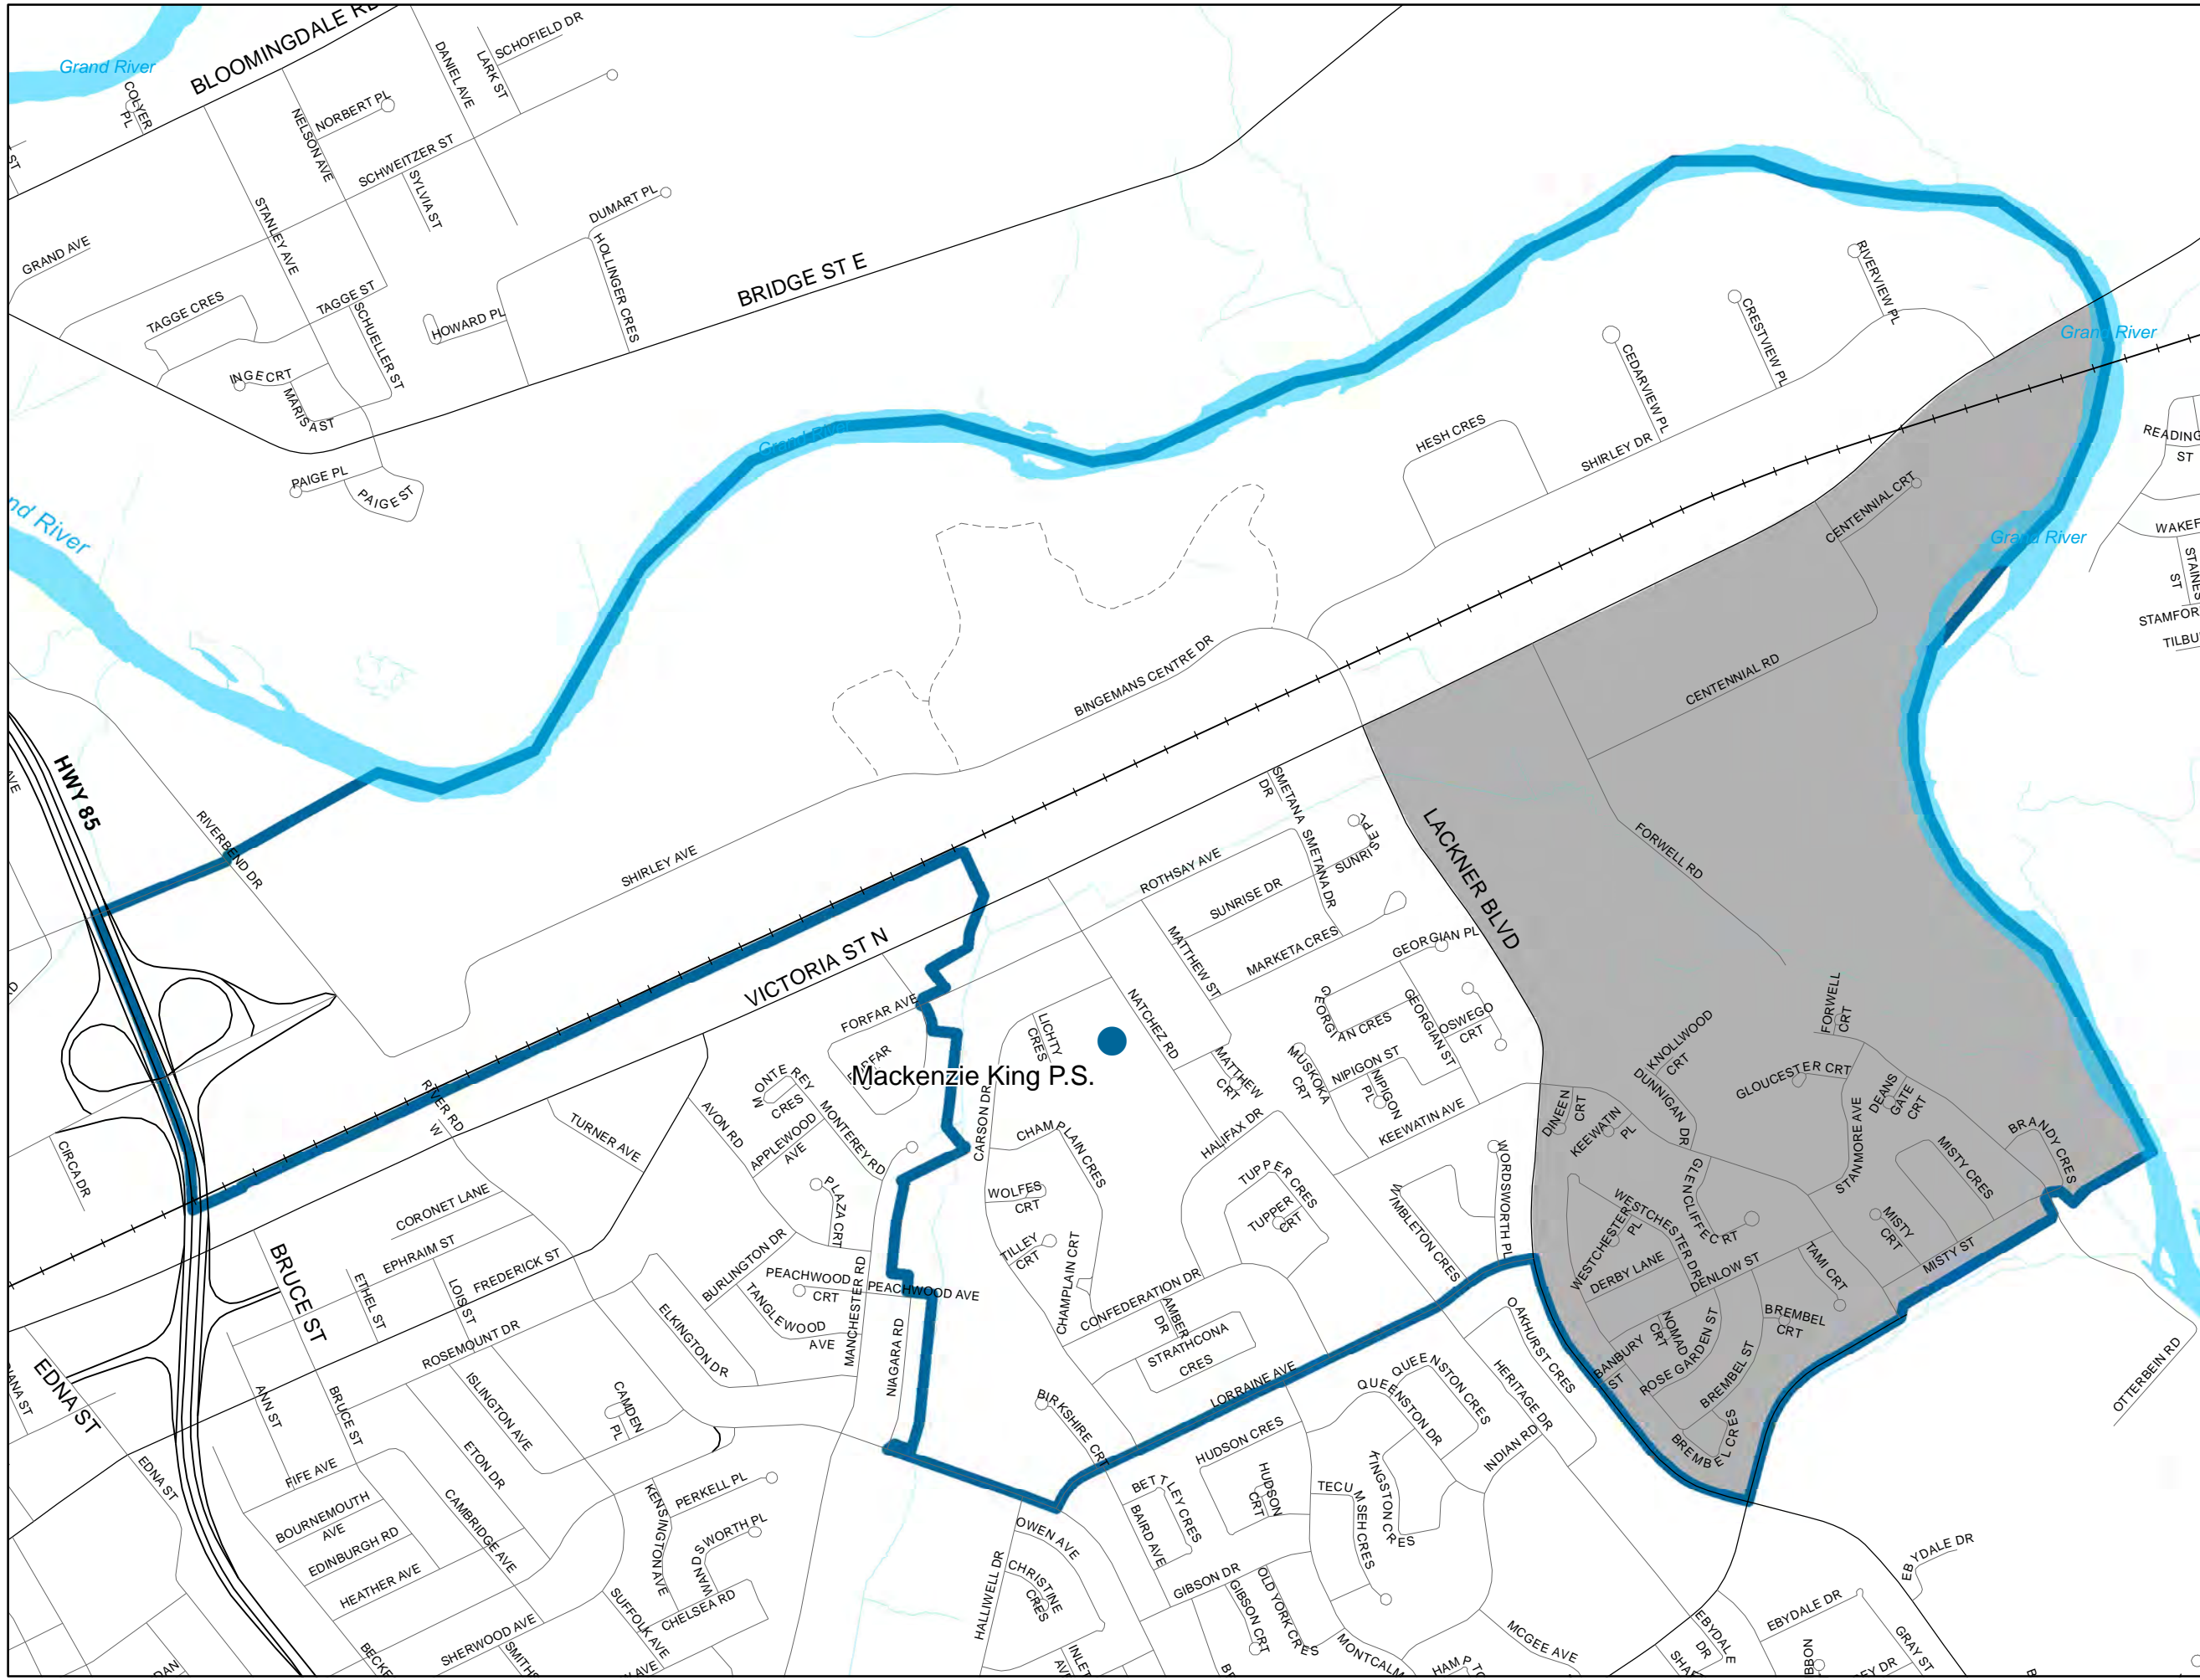 BLOOMINGDALE RD
SCHOFIELD DR
DANIEL AVE
LARK ST
Grand River
COLYER
PL
NORBERT PL
NELSON AVE
SCHWEITZER ST
SYLVIA ST
ST
STANLEY AVE
DUMART PL
HOLLINGER CRES
GRAND AVE
BRIDGE ST E
TAGGE CRES
TAGGE ST
SCHUELLER ST
HOWARD PL
INGE CRT
MARISA ST
PAIGE PL
PAIGE ST
nd River
Grand River
RIVERVIEW PL
CRESTVIEW PL
CEDARVIEW PL
Grand River
HESH CRES
SHIRLEY DR
READING
ST
CENTENNIAL CRT
Grand River
WAKEF
STAINES
ST
STAMFOR
TILBU
BINGEMANS CENTRE DR
CENTENNIAL RD
HWY 85
AVE
RIVERBEND DR
SHIRLEY AVE
SMETANA
DR
SMETANA DR
SUNRISE PL
SUNRISE DR
ROTHSAY AVE
LACKNER BLVD
FORWELL RD
VICTORIA ST N
MATTHEW ST
MARKETA CRES
GEORGIAN PL
FORFAR AVE
NATCHEZ RD
LICHTY
CRES
GEORGIAN CRES
GEORGIAN ST
OSWEGO
CRT
FORWELL
CRT
KNOLLWOOD
CRT
Mackenzie King P.S.
MATTHEW
CRT
MUSKOKA
CRT
NIPIGON ST
NIPIGON
PL
DUNNIGAN DR
GLOUCESTER CRT
DEANS
GATE
CRT
RIVER RD
W
TURNER AVE
AVON RD
MONTEREY
CRES
APPLEWOOD
AVE
MONTEREY RD
CARSON DR
CHAMPLAIN CRES
HALIFAX DR
KEEWATIN AVE
DINEEN
CRT
KEEWATIN
PL
STANMORE AVE
BRANDY CRES
CIRCA DR
CORONET LANE
PLAZA CRT
WOLFES
CRT
TUPPER CRES
TUPPER
CRT
WIMBLETON CRES
WORDSWORTH PL
GLENCLIFFE CRT
WESTCHESTER
PL
WESTCHESTER DR
MISTY CRES
MISTY
CRT
MISTY ST
BRUCE ST
EPHRAIM ST
ETHEL ST
LOIS ST
FREDERICK ST
BURLINGTON DR
PEACHWOOD
CRT
PEACHWOOD AVE
TILLEY
CRT
CHAMPLAIN CRT
CONFEDERATION DR
DERBY LANE
DENLOW ST
TAMI CRT
TANGLEWOOD
AVE
MANCHESTER RD
NIAGARA RD
ELKINGTON DR
AMBER
DR
STRATHCONA
CRES
OAKHURST CRES
BANBURY
ST
NOMAD
CRT
ROSE GARDEN ST
BREMBEL ST
BREMBEL
CRT
BREMBEL CRES
ROSEMOUNT DR
EDNA ST
ANN ST
BRUCE ST
ISLINGTON AVE
CAMDEN
PL
BIRKSHIRE CRT
LORRAINE AVE
QUEENSTON CRES
QUEENSTON DR
HERITAGE DR
OTTERBEIN RD
FIFE AVE
ETON DR
EDNA ST
HUDSON CRES
HUDSON
CRT
INDIAN RD
KINGSTON CRES
BOURNEMOUTH
AVE
EDINBURGH RD
HEATHER AVE
CAMBRIDGE AVE
KENSINGTON AVE
PERKELL PL
WANDSWORTH PL
CHELSEA RD
SUFFOLK AVE
SHERWOOD AVE
BETTLEY CRES
BAIRD AVE
TECUMSEH CRES
OWEN AVE
CHRISTINE
CRES
HALLIWELL DR
GIBSON DR
GIBSON CRT
OLD YORK CRES
MONTCALM
MCGEE AVE
EBYDALE
DR
EBYDALE DR
EBYDALE DR
GRAY ST